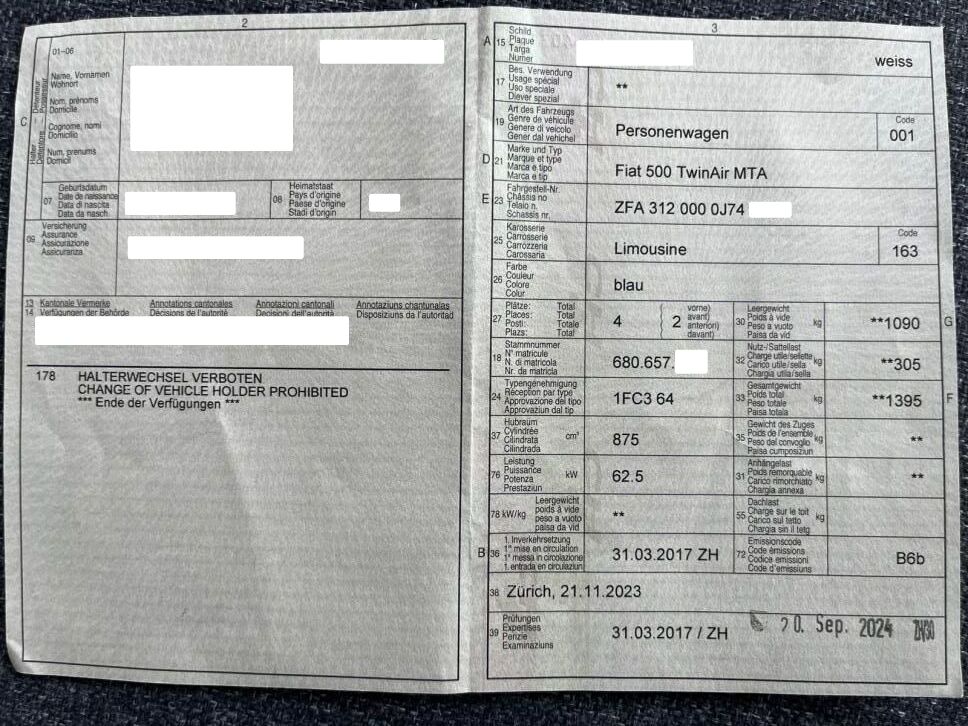 2
01–06
Name, Vornamen
Wohnort
Nom, prénoms
Domicile
Cognome, nomi
Domicilio
Num, prenums
Domicil
C
Halter
Détenteur
07
Geburtsdatum
Date de naissance
Data di nascita
Data da nasch.
08
Heimatstaat
Pays d'origine
Paese d'origine
Stadi d'origin
09
Versicherung
Assurance
Assicurazione
Assicuranza
13 Kantonale Vermerke Annotations cantonales Annotazioni cantonali Annotaziuns chantunalas
14 Verfügungen der Behörde Décisions de l'autorité Decisioni dell'autorità Disposiziuns da l'autoritad
178 HALTERWECHSEL VERBOTEN
CHANGE OF VEHICLE HOLDER PROHIBITED
*** Ende der Verfügungen ***
3
A 15
Schild
Plaque
Targa
Numer
weiss
17
Bes. Verwendung
Usage spécial
Uso speciale
Diever spezial
**
19
Art des Fahrzeugs
Genre de véhicule
Genere di veicolo
Gener dal vehichel
Personenwagen
Code
001
D 21
Marke und Typ
Marque et type
Marca e tipo
Marca e tip
Fiat 500 TwinAir MTA
E 23
Fahrgestell-Nr.
Châssis no
Telaio n.
Schassis nr.
ZFA 312 000 0J74
25
Karosserie
Carrosserie
Carrozzeria
Carossaria
Limousine
Code
163
26
Farbe
Couleur
Colore
Colur
blau
27
Plätze: Total
Places: Total
Posti: Totale
Plazs: Total
4
2
vorne)
avant)
anteriori)
davant)
30
Leergewicht
Poids à vide
Peso a vuoto
Paisa da vid
kg
**1090
G
18
Stammnummer
N° matricule
N. di matricola
Nr. da matricla
680.657.
32
Nutz-/Sattellast
Charge utile/sellette
Carico utile/sella
Chargia utila/sella
kg
**305
24
Typengenehmigung
Réception par type
Approvazione del tipo
Approvaziun dal tip
1FC3 64
33
Gesamtgewicht
Poids total
Peso totale
Paisa totala
kg
**1395
F
37
Hubraum
Cylindrée
Cilindrata
Cilindrada
cm³
875
35
Gewicht des Zuges
Poids de l'ensemble
Peso del convoglio
Paisa cumposiziun
kg
**
76
Leistung
Puissance
Potenza
Prestaziun
kW
62.5
31
Anhängelast
Poids remorquable
Carico rimorchiato
Chargia annexa
kg
**
78 kW/kg
Leergewicht
poids à vide
peso a vuoto
paisa da vid
**
55
Dachlast
Charge sur le toit
Carico sul tetto
Chargia sin il tetg
kg
B 36
1. Inverkehrsetzung
1re mise en circulation
1a messa in circolazione
1. entrada en circulaziun
31.03.2017 ZH
72
Emissionscode
Code émissions
Codice emissioni
Code d'emissiuns
B6b
38 Zürich, 21.11.2023
39
Prüfungen
Expertises
Perizie
Examinaziuns
31.03.2017 / ZH
20. Sep. 2024